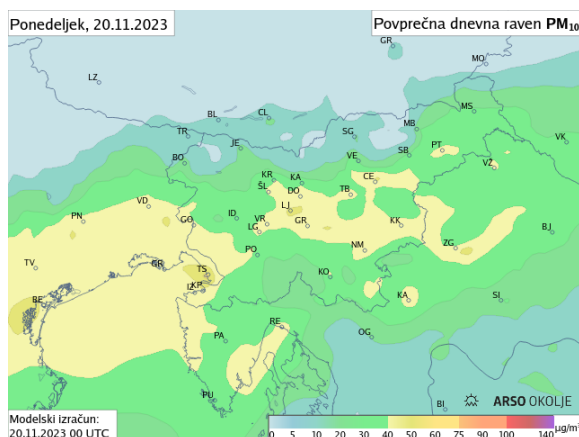 Ponedeljek, 20.11.2023
Povprečna dnevna raven PM10
GR
MO
LZ
BL
CL
MS
TR
JE
SG
MB
VK
BO
VE
SB
PT
VŽ
KR
KA
CE
ŠL
DO
TB
LJ
VD
PN
GO
ID
VR
GR
KK
LG
BJ
NM
ZG
PO
TV
GR
TS
KO
IZ
KP
BE
KA
SI
RE
PA
OG
PU
BI
ARSO OKOLJE
Modelski izračun:
20.11.2023 00 UTC
0 5 10 20 30 40 50 60 75 90 100 140 µg/m³